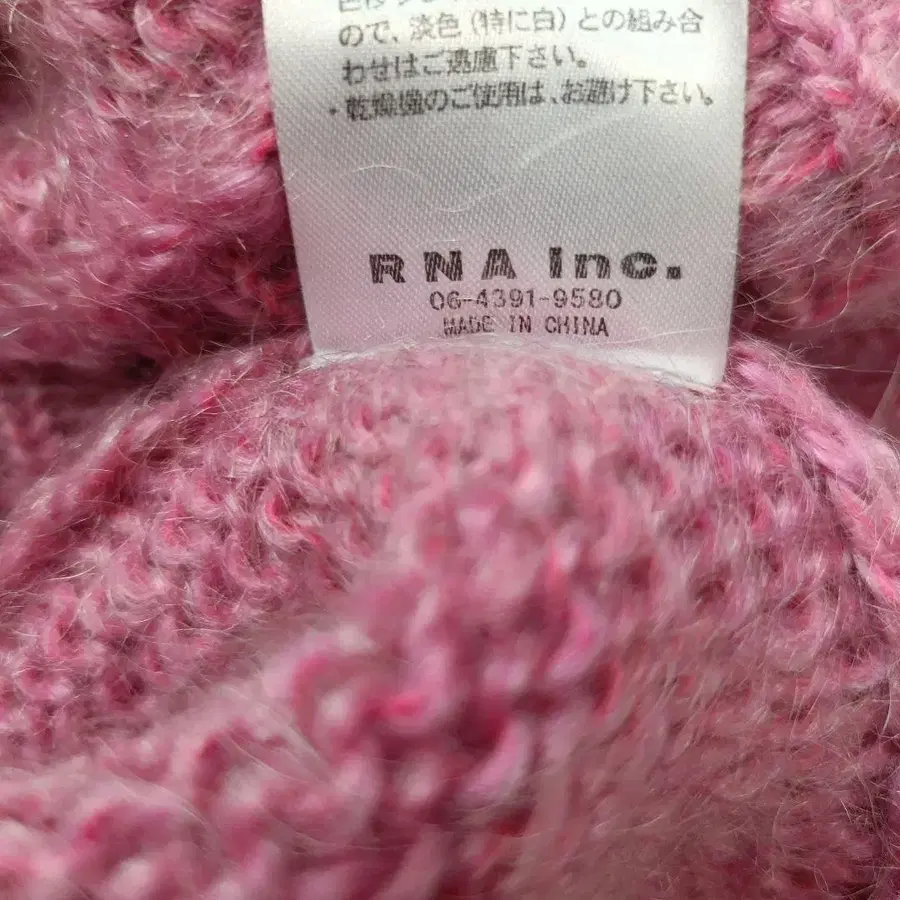 ので、淡色(特に白)との組み合
わせはご遠慮下さい。
・乾燥機のご使用は、お避け下さい。
RNA Inc.
06-4391-9580
MADE IN CHINA